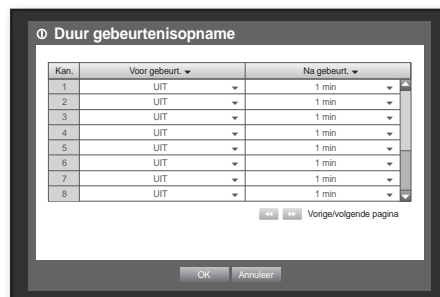 Duur gebeurtenisopname
Kan. Voor gebeurt. Na gebeurt.
1 UIT 1 min
2 UIT 1 min
3 UIT 1 min
4 UIT 1 min
5 UIT 1 min
6 UIT 1 min
7 UIT 1 min
8 UIT 1 min
Vorige/volgende pagina
OK Annuleer